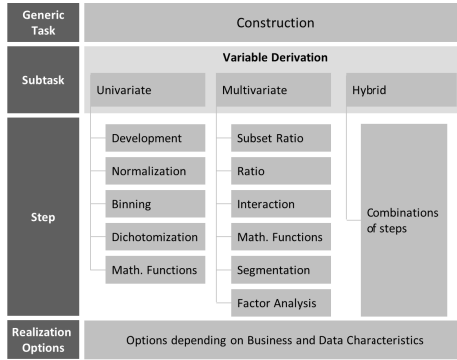 Generic
Task
Construction
Subtask
Variable Derivation
Univariate
Multivariate
Hybrid
Step
Development
Normalization
Binning
Dichotomization
Math. Functions
Subset Ratio
Ratio
Interaction
Math. Functions
Segmentation
Factor Analysis
Combinations
of steps
Realization
Options
Options depending on Business and Data Characteristics